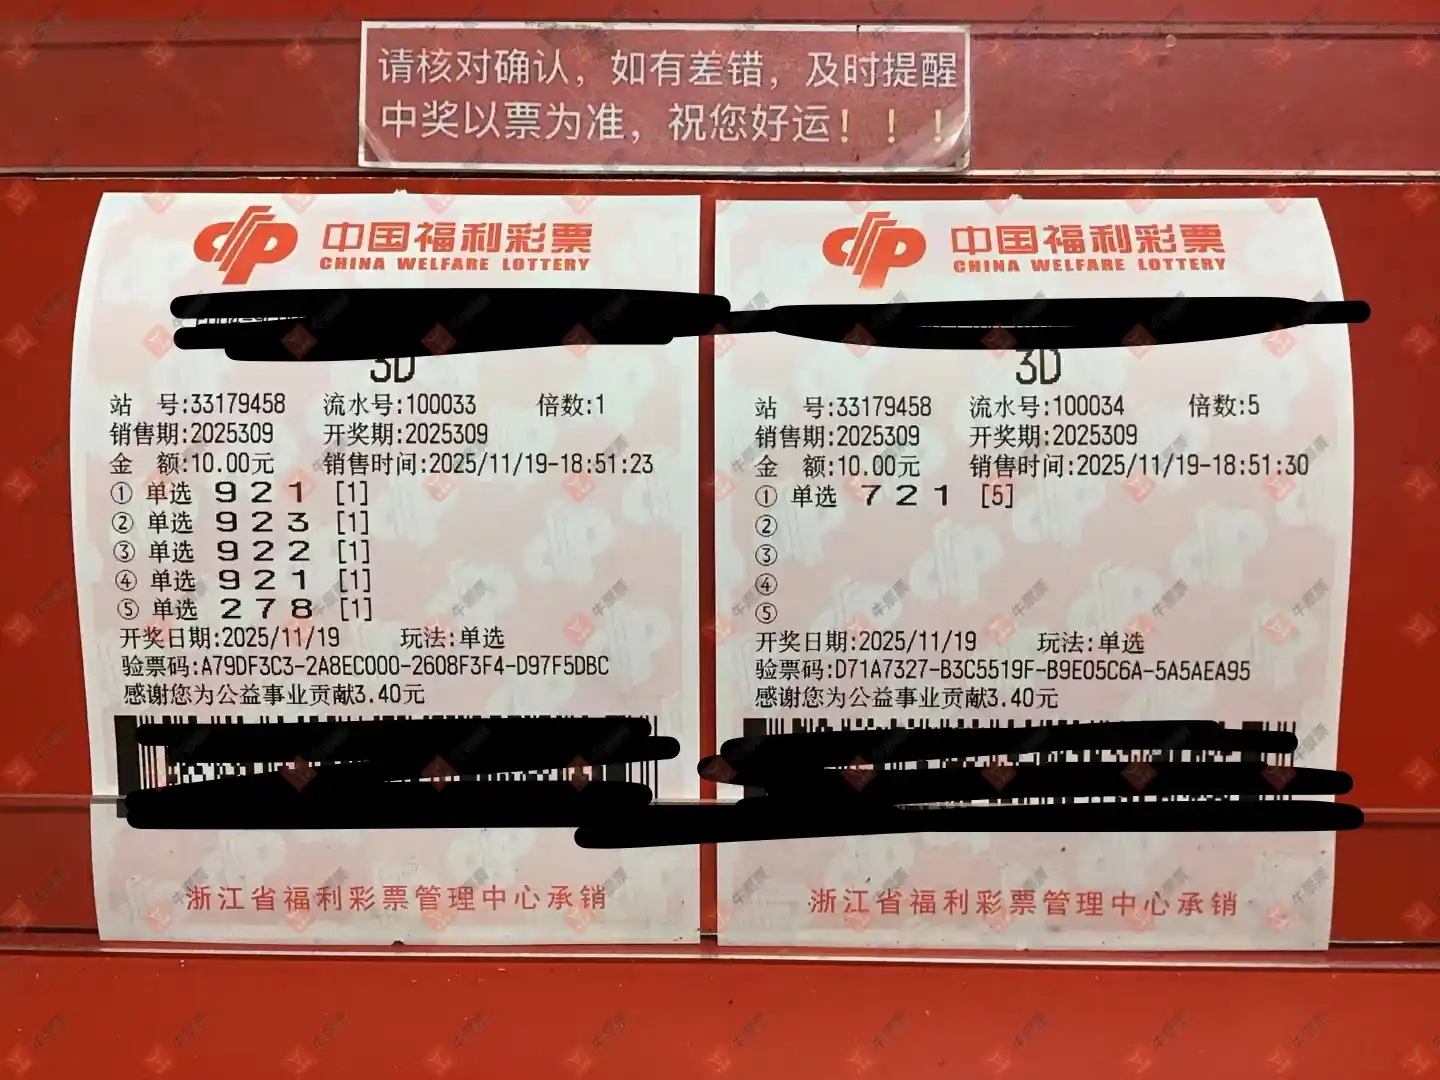 请核对确认，如有差错，及时提醒
中奖以票为准，祝您好运！！！
中国福利彩票
CHINA WELFARE LOTTERY
3D
站 号:33179458 流水号:100033 倍数:1
销售期:2025309 开奖期:2025309
金 额:10.00元 销售时间:2025/11/19-18:51:23
① 单选 9 2 1 [1]
② 单选 9 2 3 [1]
③ 单选 9 2 2 [1]
④ 单选 9 2 1 [1]
⑤ 单选 2 7 8 [1]
开奖日期:2025/11/19 玩法:单选
验票码:A79DF3C3-2A8EC000-2608F3F4-D97F5DBC
感谢您为公益事业贡献3.40元
浙江省福利彩票管理中心承销
中国福利彩票
CHINA WELFARE LOTTERY
3D
站 号:33179458 流水号:100034 倍数:5
销售期:2025309 开奖期:2025309
金 额:10.00元 销售时间:2025/11/19-18:51:30
① 单选 7 2 1 [5]
②
③
④
⑤
开奖日期:2025/11/19 玩法:单选
验票码:D71A7327-B3C5519F-B9E05C6A-5A5AEA95
感谢您为公益事业贡献3.40元
浙江省福利彩票管理中心承销